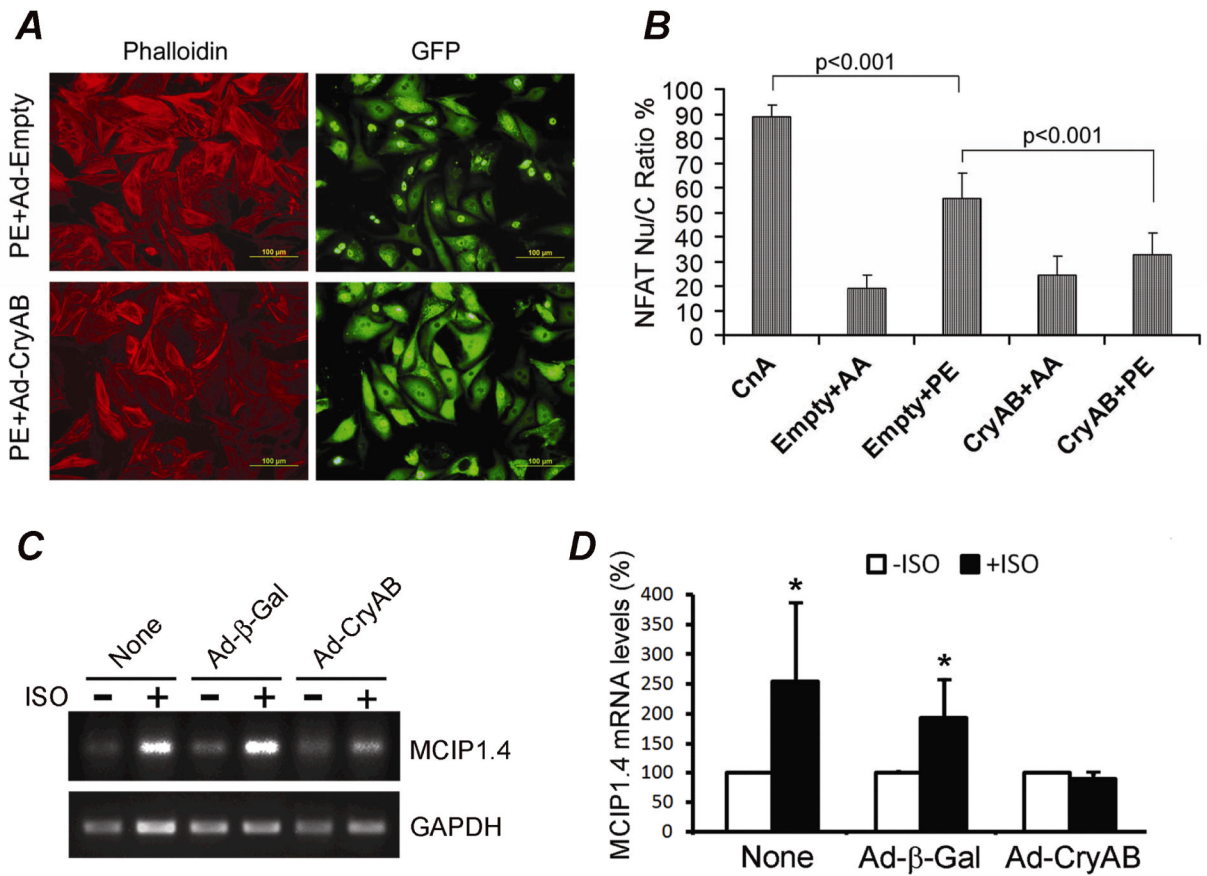 A
Phalloidin
GFP
PE+Ad-Empty
100 µm
100 µm
PE+Ad-CryAB
100 µm
100 µm
B
p<0.001
p<0.001
NFAT Nu/C Ratio %
100
90
80
70
60
50
40
30
20
10
0
CnA
Empty+AA
Empty+PE
CryAB+AA
CryAB+PE
C
None
Ad-β-Gal
Ad-CryAB
ISO - + - + - +
MCIP1.4
GAPDH
D
-ISO +ISO
MCIP1.4 mRNA levels (%)
400
350
300
250
200
150
100
50
0
*
*
None
Ad-β-Gal
Ad-CryAB